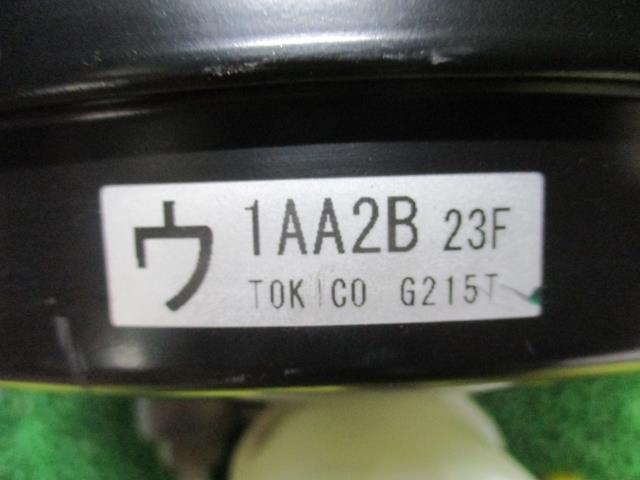 ウ 1AA2B 23F
TOKICO G215T